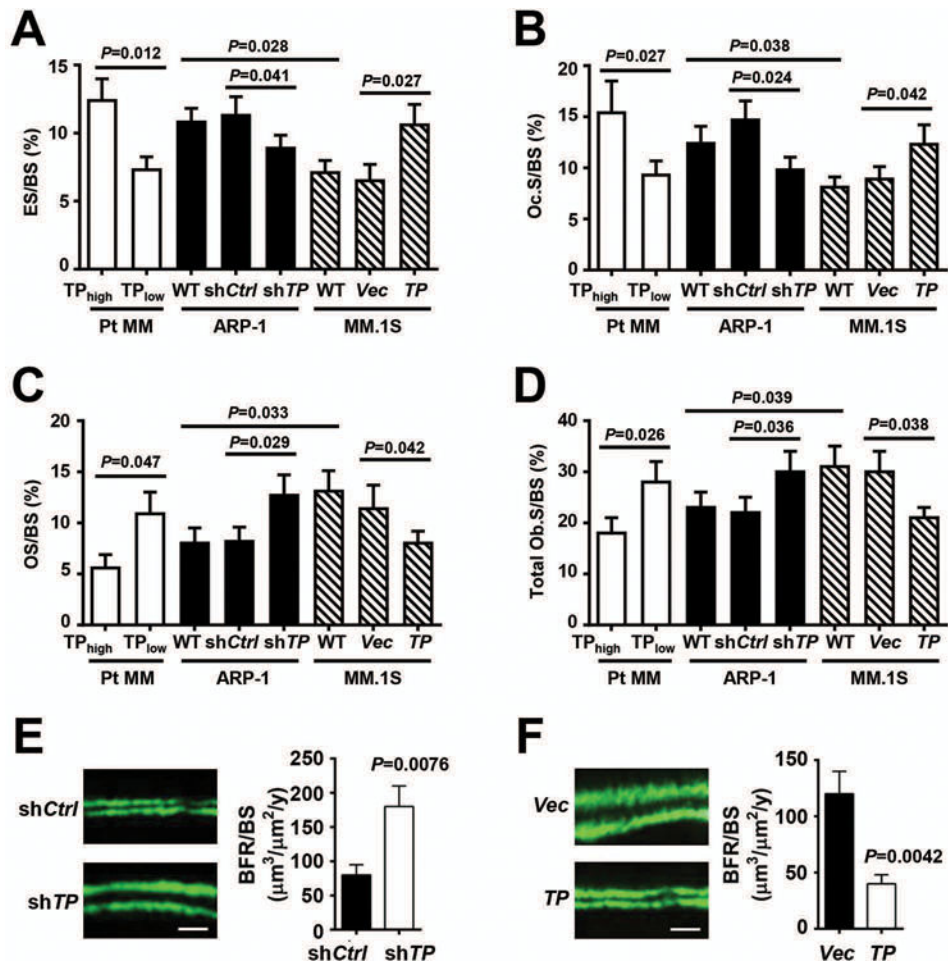 A
P=0.012
P=0.028
P=0.041
P=0.027
ES/BS (%)
15
10
5
0
TPhigh TPlow WT shCtrl shTP WT Vec TP
Pt MM ARP-1 MM.1S
B
P=0.027
P=0.038
P=0.024
P=0.042
Oc.S/BS (%)
20
15
10
5
0
TPhigh TPlow WT shCtrl shTP WT Vec TP
Pt MM ARP-1 MM.1S
C
P=0.047
P=0.033
P=0.029
P=0.042
OS/BS (%)
20
15
10
5
0
TPhigh TPlow WT shCtrl shTP WT Vec TP
Pt MM ARP-1 MM.1S
D
P=0.026
P=0.039
P=0.036
P=0.038
Total Ob.S/BS (%)
40
30
20
10
0
TPhigh TPlow WT shCtrl shTP WT Vec TP
Pt MM ARP-1 MM.1S
E
shCtrl
shTP
BFR/BS
(μm³/μm²/y)
250
200
150
100
50
0
P=0.0076
shCtrl shTP
F
Vec
TP
BFR/BS
(μm³/μm²/y)
150
100
50
0
P=0.0042
Vec TP